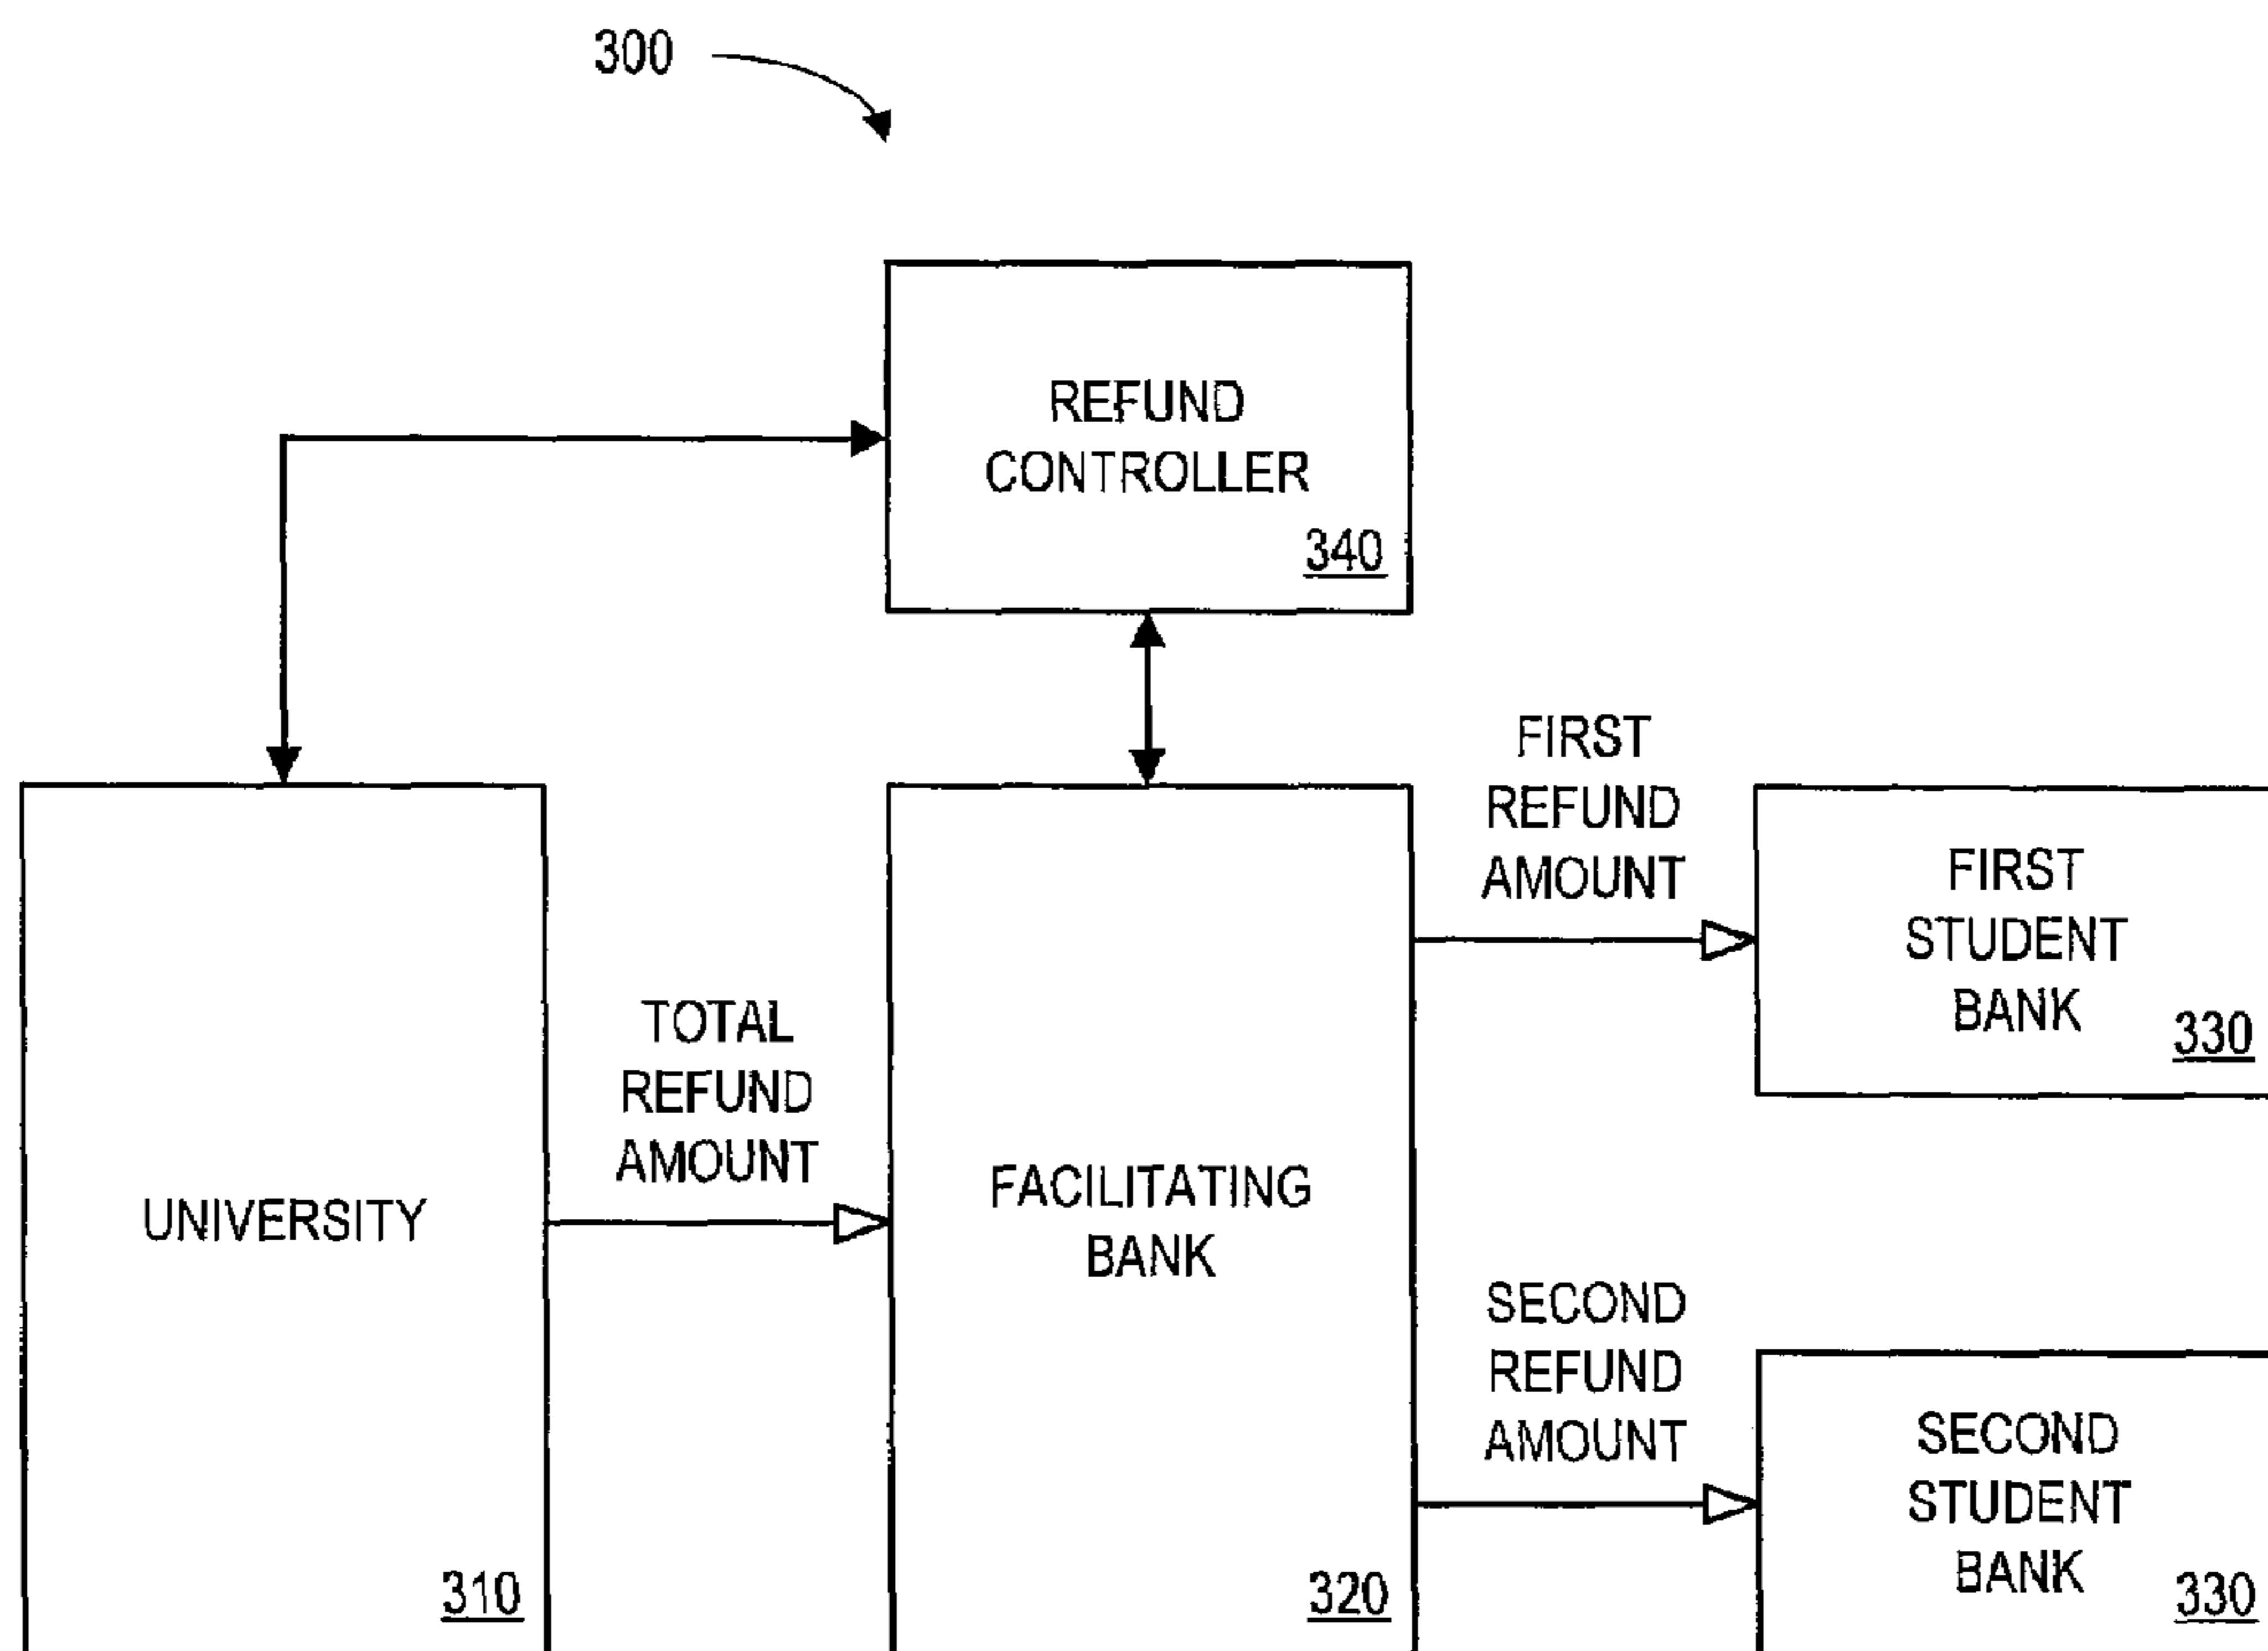 300
REFUND
CONTROLLER
340
FIRST
REFUND
AMOUNT
FIRST
STUDENT
BANK
330
TOTAL
REFUND
AMOUNT
UNIVERSITY
310
FACILITATING
BANK
320
SECOND
REFUND
AMOUNT
SECOND
STUDENT
BANK
330